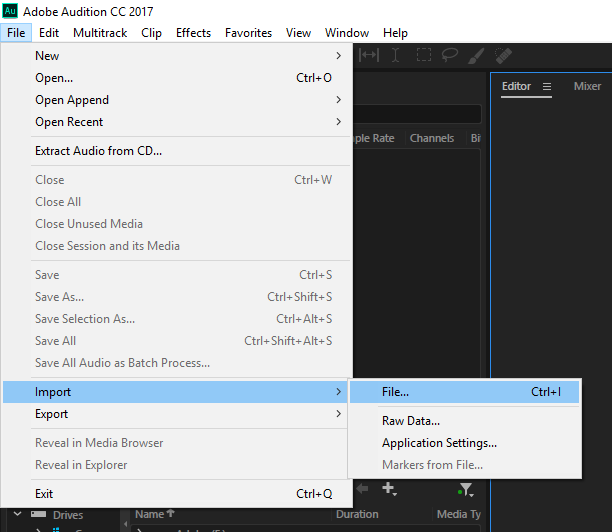 Au Adobe Audition CC 2017
File Edit Multitrack Clip Effects Favorites View Window Help
New
Open... Ctrl+O
Open Append
Open Recent
Extract Audio from CD...
Close Ctrl+W
Close All
Close Unused Media
Close Session and its Media
Save Ctrl+S
Save As... Ctrl+Shift+S
Save Selection As... Ctrl+Alt+S
Save All Ctrl+Shift+Alt+S
Save All Audio as Batch Process...
Import
Export
Reveal in Media Browser
Reveal in Explorer
Exit Ctrl+Q
File... Ctrl+I
Raw Data...
Application Settings...
Markers from File...
Editor Mixer
ple Rate Channels Bi
Drives Name Duration Media Ty